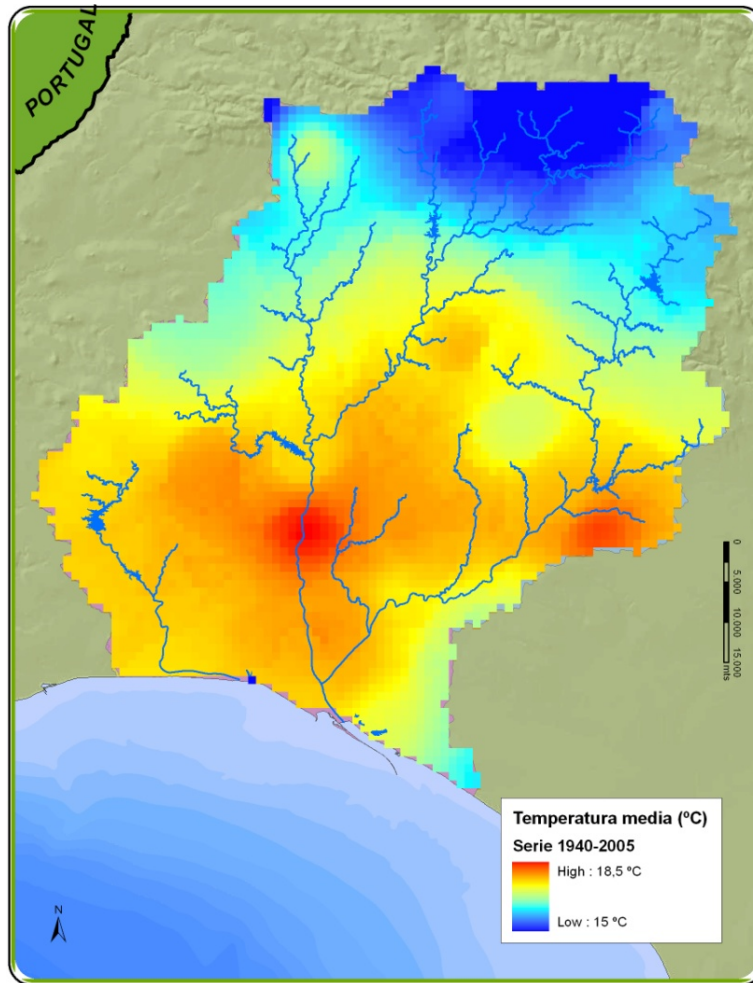 PORTUGAL
0
5.000
10.000
15.000
mts
Temperatura media (ºC)
Serie 1940-2005
High : 18,5 ºC
Low : 15 ºC
N